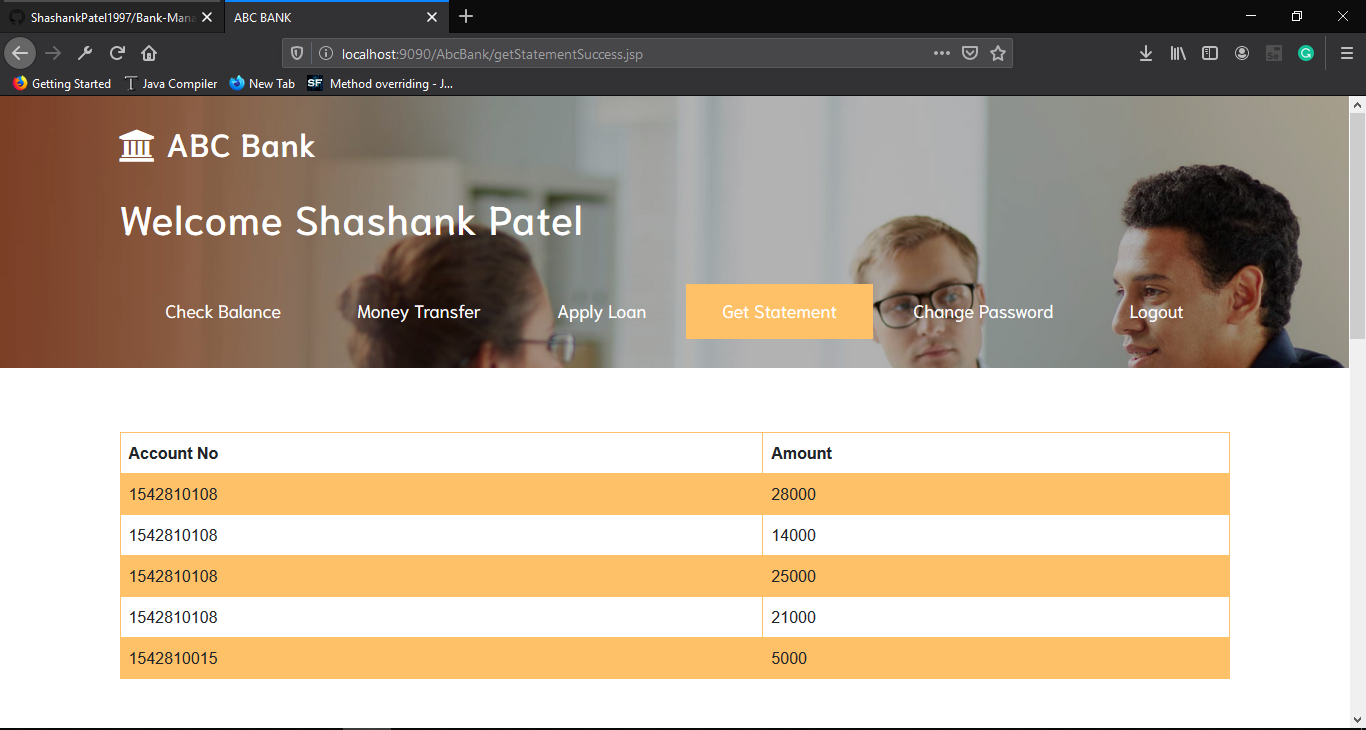 ShashankPatel1997/Bank-Mana
ABC BANK
localhost:9090/AbcBank/getStatementSuccess.jsp
Getting Started
Java Compiler
New Tab
SF Method overriding - J...
ABC Bank
Welcome Shashank Patel
Check Balance
Money Transfer
Apply Loan
Get Statement
Change Password
Logout
Account No Amount
1542810108 28000
1542810108 14000
1542810108 25000
1542810108 21000
1542810015 5000